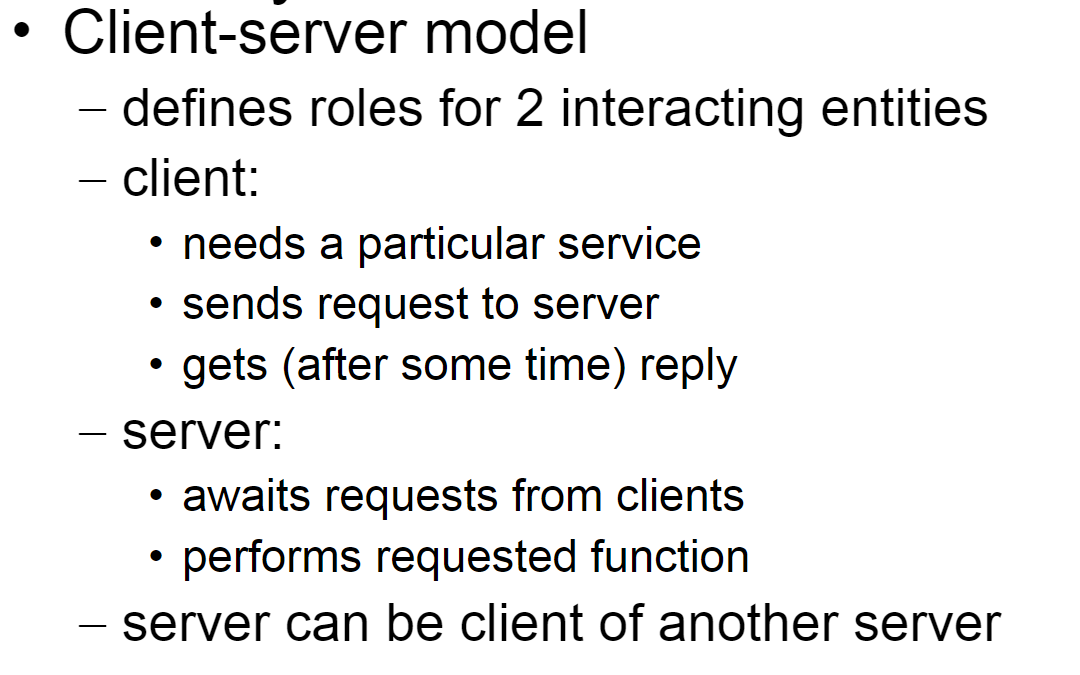 • Client-server model
– defines roles for 2 interacting entities
– client:
• needs a particular service
• sends request to server
• gets (after some time) reply
– server:
• awaits requests from clients
• performs requested function
– server can be client of another server